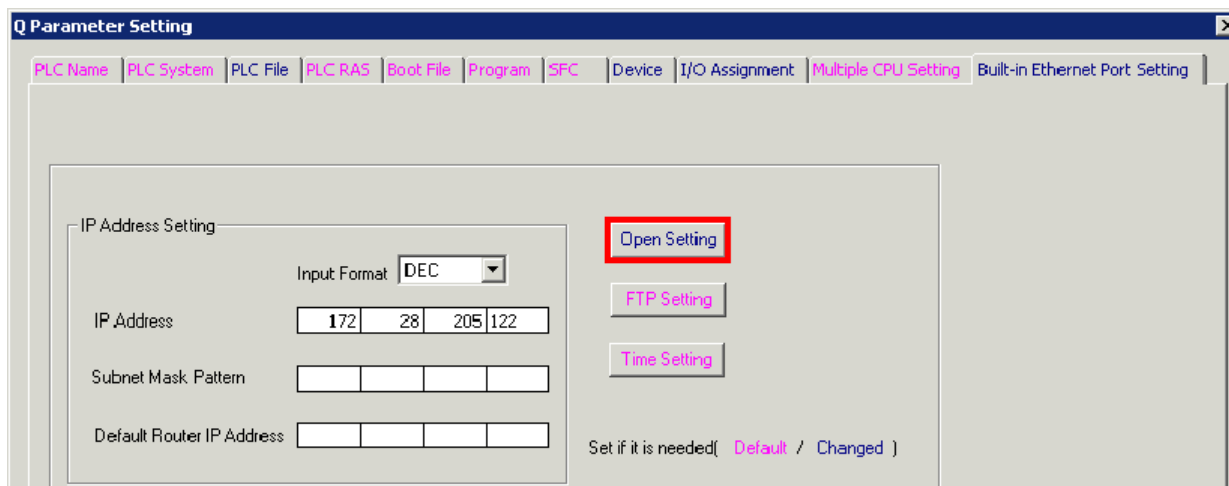 Q Parameter Setting
PLC Name PLC System PLC File PLC RAS Boot File Program SFC Device I/O Assignment Multiple CPU Setting Built-in Ethernet Port Setting
IP Address Setting
Open Setting
Input Format DEC
FTP Setting
IP Address 172 28 205 122
Time Setting
Subnet Mask Pattern
Default Router IP Address
Set if it is needed( Default / Changed )